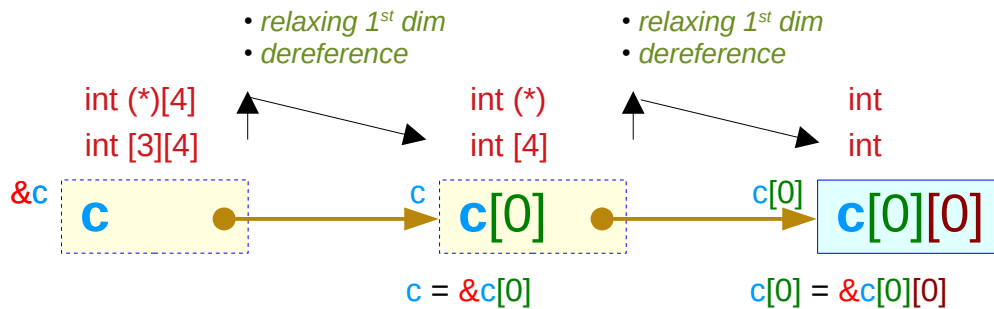 • relaxing 1st dim
• dereference
• relaxing 1st dim
• dereference
int (*)[4]
int [3][4]
int (*)
int [4]
int
int
&c
c
c
c[0]
c[0]
c[0][0]
c = &c[0]
c[0] = &c[0][0]